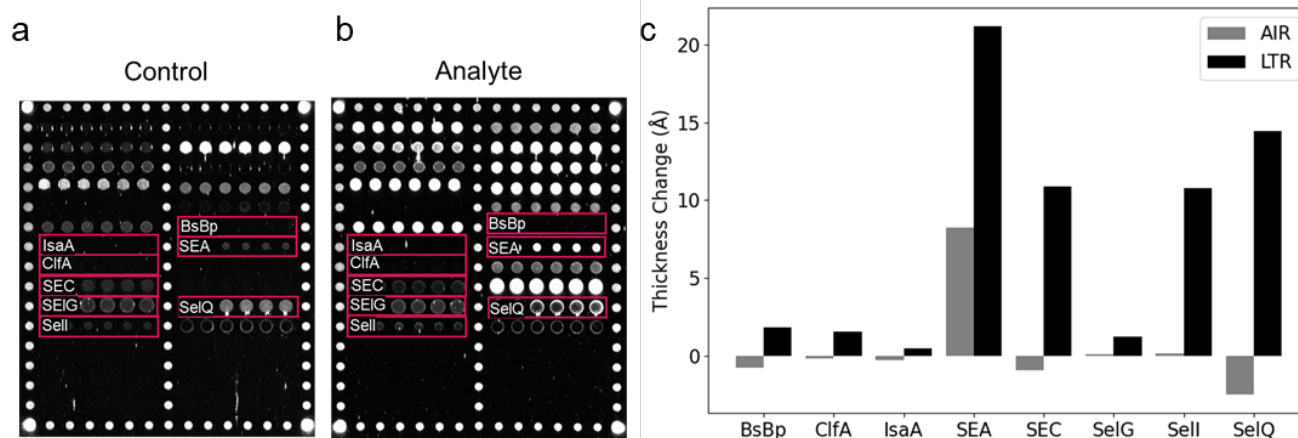 a
Control
IsaA
ClfA
SEC
SElG
SelI
BsBp
SEA
SelQ
b
Analyte
IsaA
ClfA
SEC
SElG
SelI
BsBp
SEA
SelQ
c
Thickness Change (Å)
20
15
10
5
0
AIR
LTR
BsBp ClfA IsaA SEA SEC SelG SelI SelQ